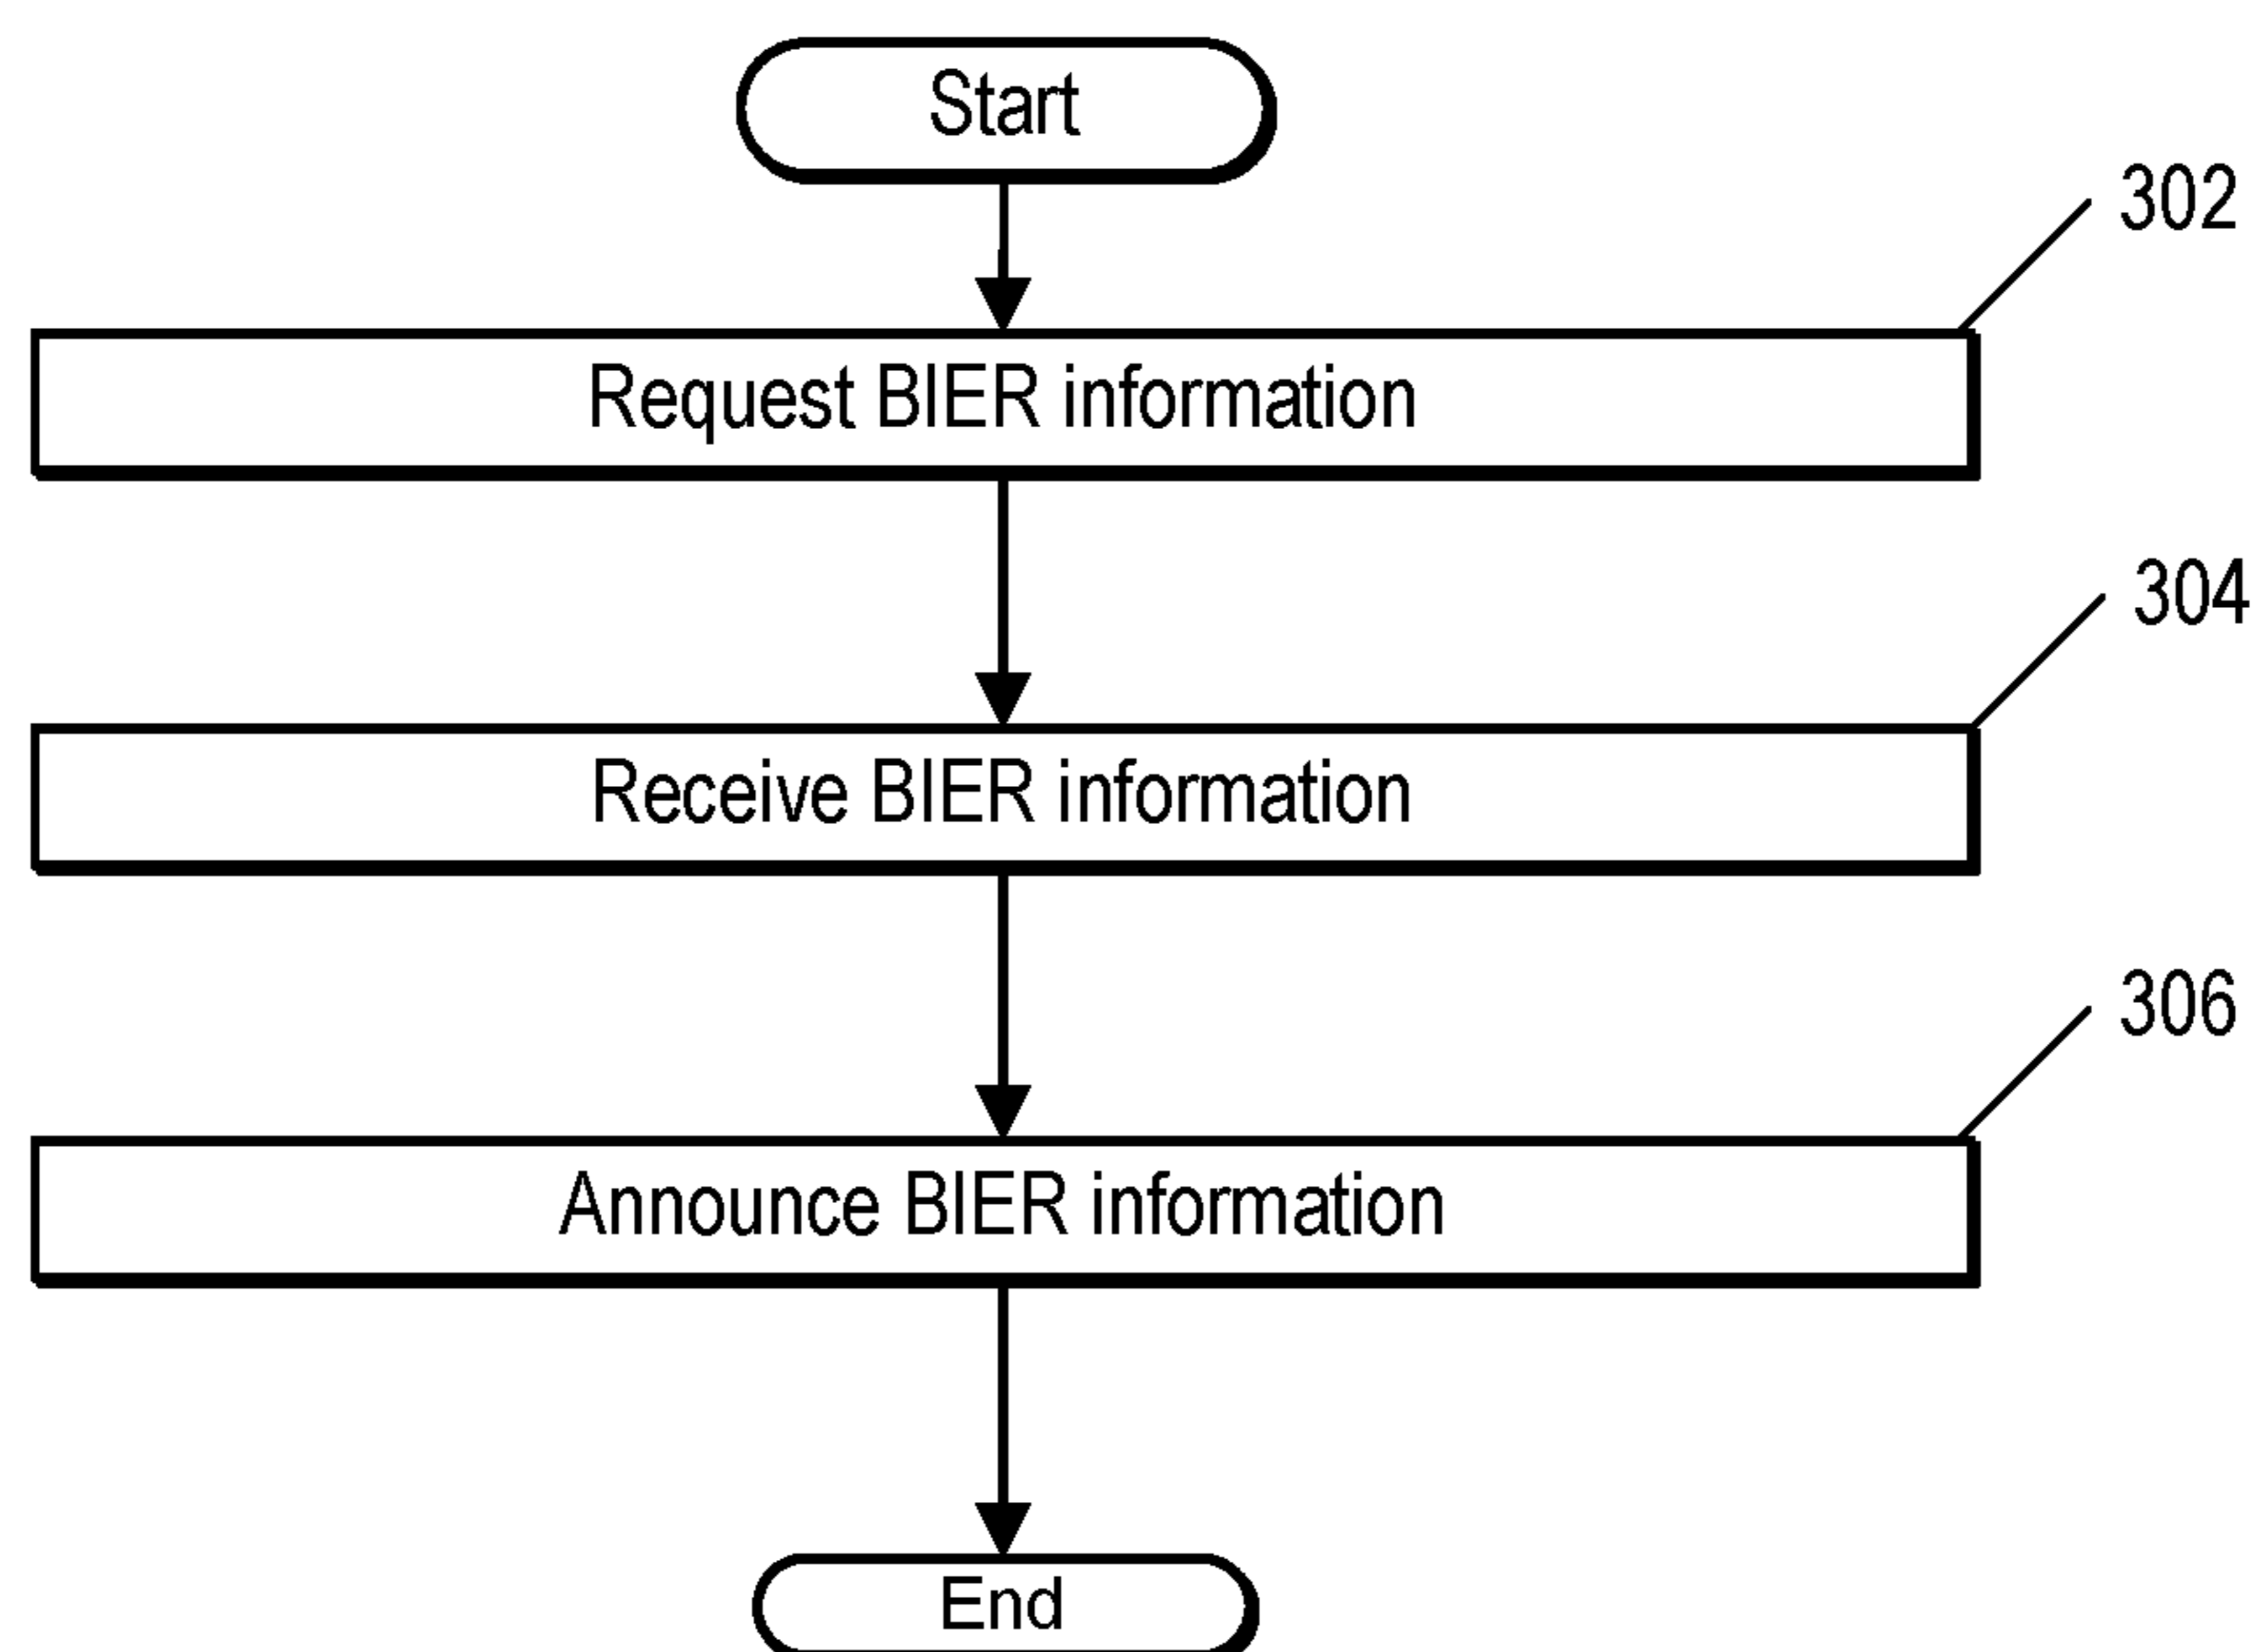 Start
302
Request BIER information
304
Receive BIER information
306
Announce BIER information
End